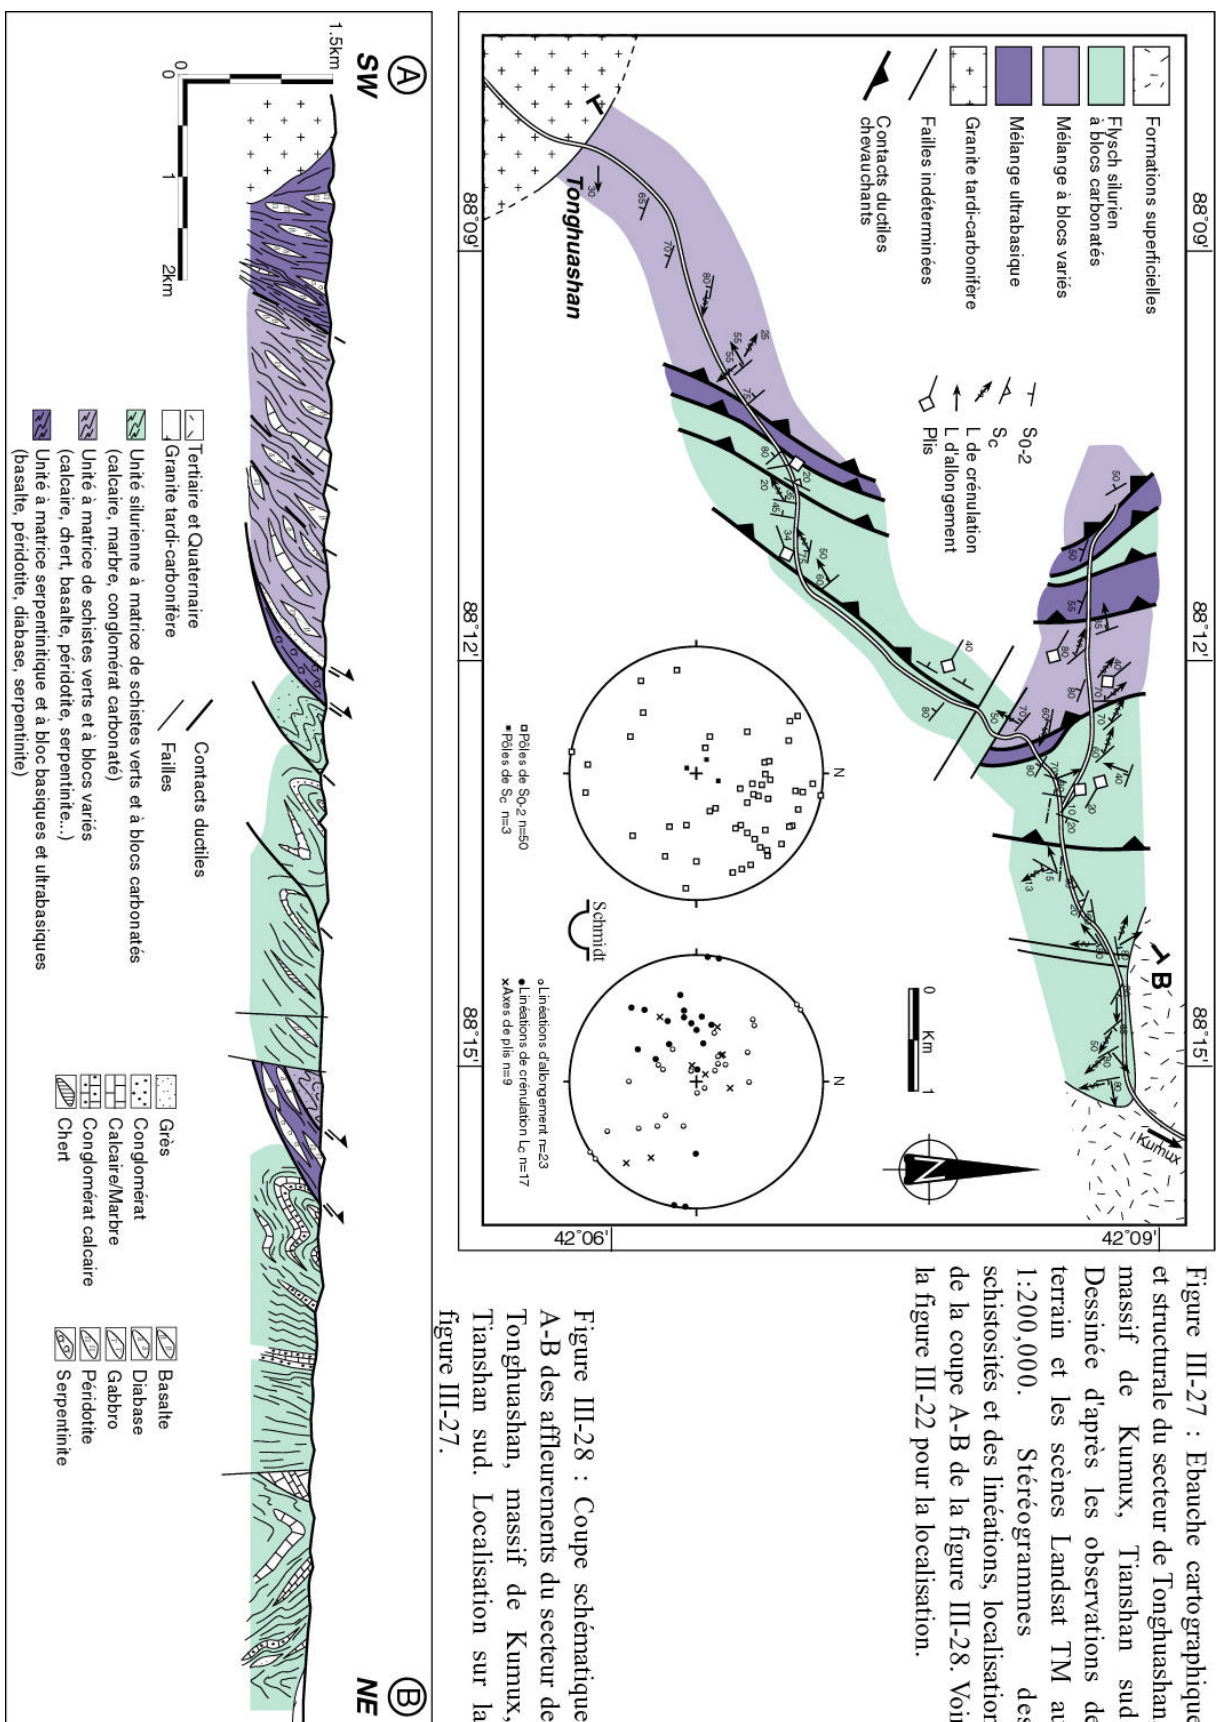 Formations superficielles
Flysch silurien
à blocs carbonatés
Mélange à blocs variés
Mélange ultrabasique
Granite tardi-carbonifère
Failles indéterminées
Contacts ductiles
chevauchants
S0-2
Sc
L de crénulation
L d'allongement
Plis
88°09'
88°12'
88°15'
88°09'
88°12'
88°15'
42°06'
42°09'
Tonghuashan
Kumux
B
0 Km 1
N
N
N
Pôles de S0-2 n=50
Pôles de Sc n=3
Schmidt
Linéations d'allongement n=23
Linéations de crénulation Lc n=17
Axes de plis n=9
Figure III-27 : Ebauche cartographique
et structurale du secteur de Tonghuashan,
massif de Kumux, Tianshan sud.
Dessinée d'après les observations de
terrain et les scènes Landsat TM au
1:200,000. Stéréogrammes des
schistosités et des linéations, localisation
de la coupe A-B de la figure III-28. Voir
la figure III-22 pour la localisation.
A
SW
B
NE
1.5km
0
0
1
2km
Tertiaire et Quaternaire
Granite tardi-carbonifère
Unité silurienne à matrice de schistes verts et à blocs carbonatés
(calcaire, marbre, conglomérat carbonaté)
Unité à matrice de schistes verts et à blocs variés
(calcaire, chert, basalte, péridotite, serpentinite...)
Unité à matrice serpentinitique et à bloc basiques et ultrabasiques
(basalte, péridotite, diabase, serpentinite)
Contacts ductiles
Failles
Grès
Conglomérat
Calcaire/Marbre
Conglomérat calcaire
Chert
Basalte
Diabase
Gabbro
Péridotite
Serpentinite
Figure III-28 : Coupe schématique
A-B des affleurements du secteur de
Tonghuashan, massif de Kumux,
Tianshan sud. Localisation sur la
figure III-27.